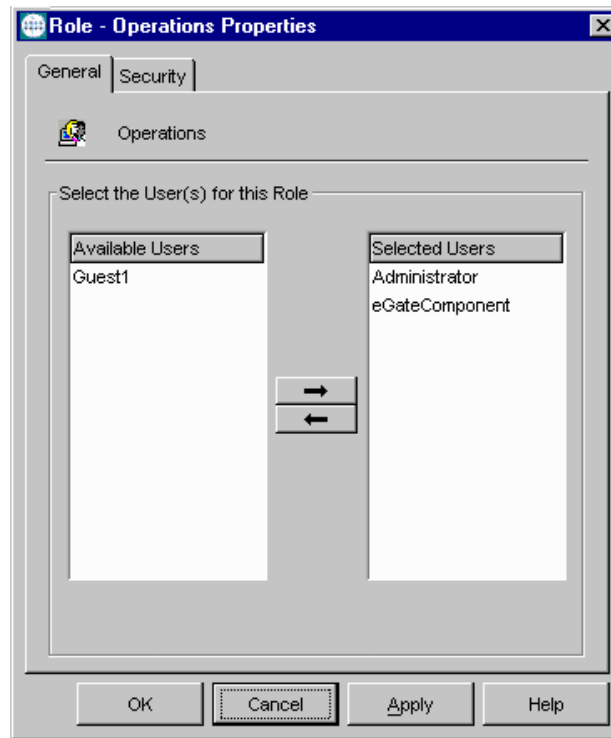 Role - Operations Properties
General
Security
Operations
Select the User(s) for this Role
Available Users
Guest1
Selected Users
Administrator
eGateComponent
OK
Cancel
Apply
Help